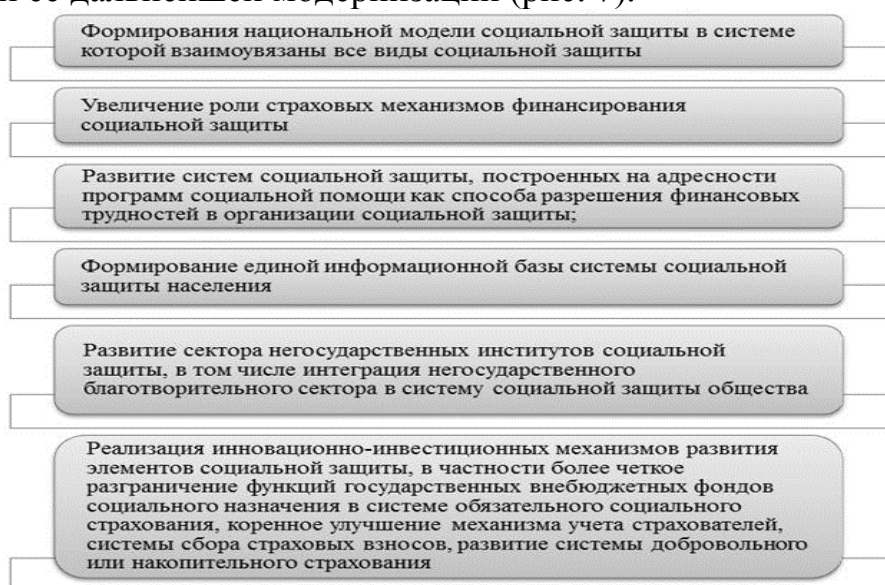 ее дальнейшей модернизации (рис. 7).
Формирования национальной модели социальной защиты в системе
которой взаимоувязаны все виды социальной защиты
Увеличение роли страховых механизмов финансирования
социальной защиты
Развитие систем социальной защиты, построенных на адресности
программ социальной помощи как способа разрешения финансовых
трудностей в организации социальной защиты;
Формирование единой информационной базы системы социальной
защиты населения
Развитие сектора негосударственных институтов социальной
защиты, в том числе интеграция негосударственного
благотворительного сектора в систему социальной защиты общества
Реализация инновационно-инвестиционных механизмов развития
элементов социальной защиты, в частности более четкое
разграничение функций государственных внебюджетных фондов
социального назначения в системе обязательного социального
страхования, коренное улучшение механизма учета страхователей,
системы сбора страховых взносов, развитие системы добровольного
или накопительного страхования